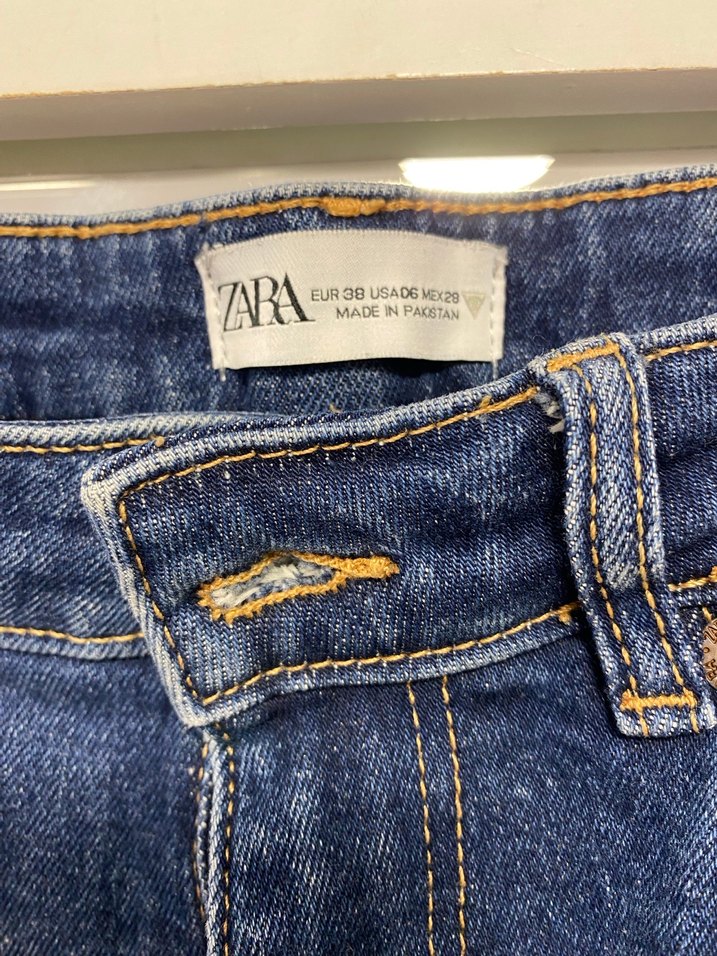 ZARA
EUR 38 USA 06 MEX 28
MADE IN PAKISTAN